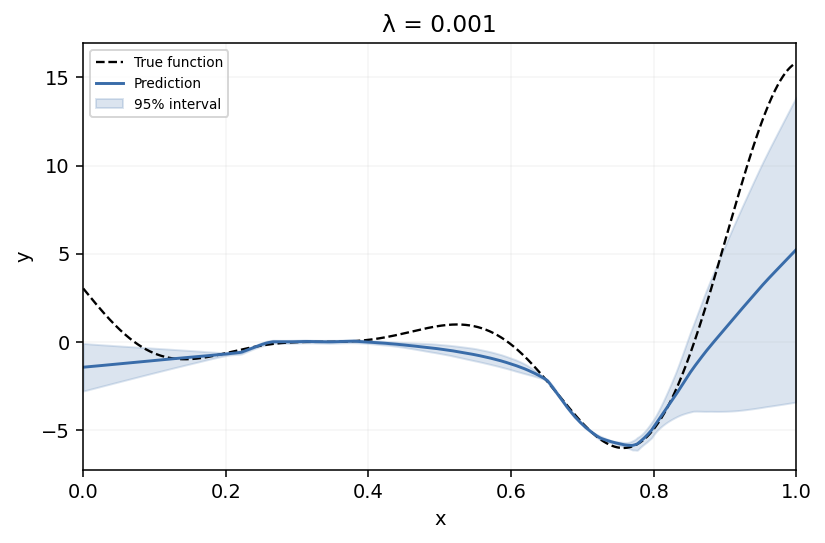 λ = 0.001
True function
Prediction
95% interval
15
10
5
0
−5
y
0.0 0.2 0.4 0.6 0.8 1.0
x